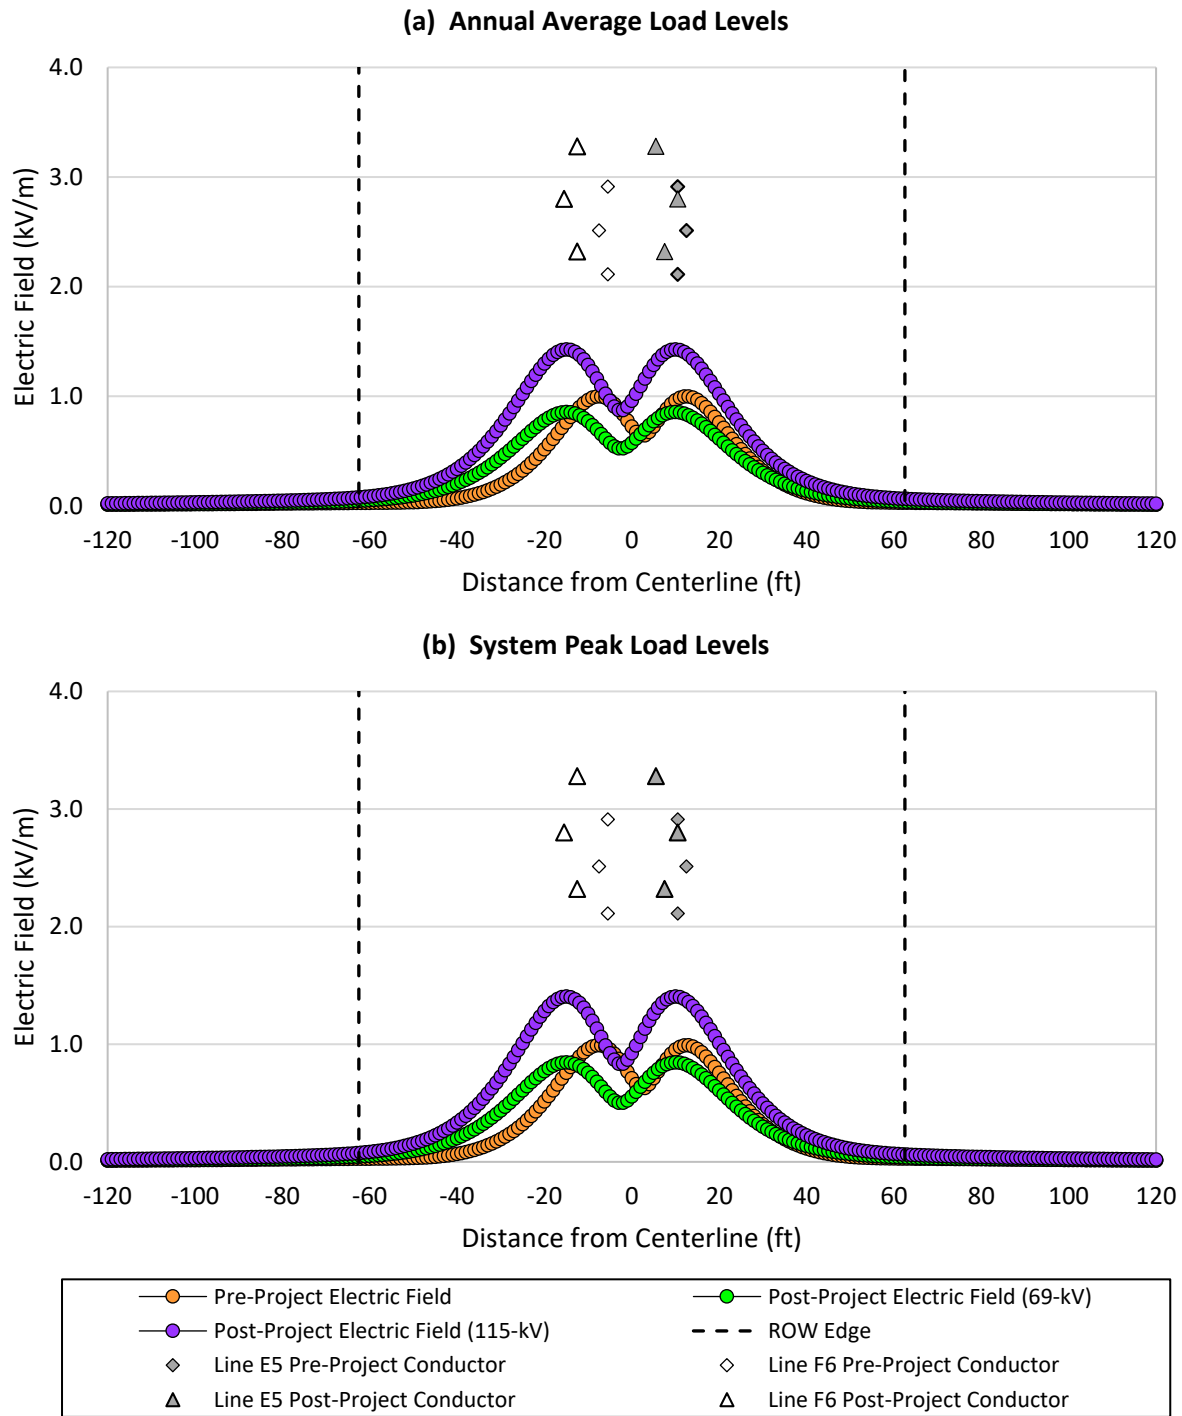 (a) Annual Average Load Levels
4.0
3.0
2.0
1.0
0.0
Electric Field (kV/m)
-120 -100 -80 -60 -40 -20 0 20 40 60 80 100 120
Distance from Centerline (ft)
(b) System Peak Load Levels
4.0
3.0
2.0
1.0
0.0
Electric Field (kV/m)
-120 -100 -80 -60 -40 -20 0 20 40 60 80 100 120
Distance from Centerline (ft)
Pre-Project Electric Field
Post-Project Electric Field (69-kV)
Post-Project Electric Field (115-kV)
ROW Edge
Line E5 Pre-Project Conductor
Line F6 Pre-Project Conductor
Line E5 Post-Project Conductor
Line F6 Post-Project Conductor